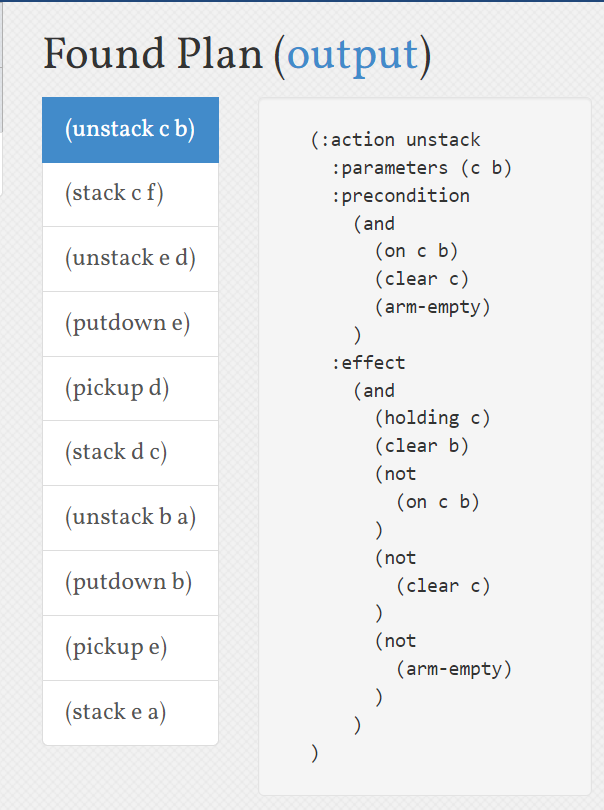 Found Plan (output)
(unstack c b)
(stack c f)
(unstack e d)
(putdown e)
(pickup d)
(stack d c)
(unstack b a)
(putdown b)
(pickup e)
(stack e a)
(:action unstack
  :parameters (c b)
  :precondition
    (and
      (on c b)
      (clear c)
      (arm-empty)
    )
  :effect
    (and
      (holding c)
      (clear b)
      (not
        (on c b)
      )
      (not
        (clear c)
      )
      (not
        (arm-empty)
      )
    )
)